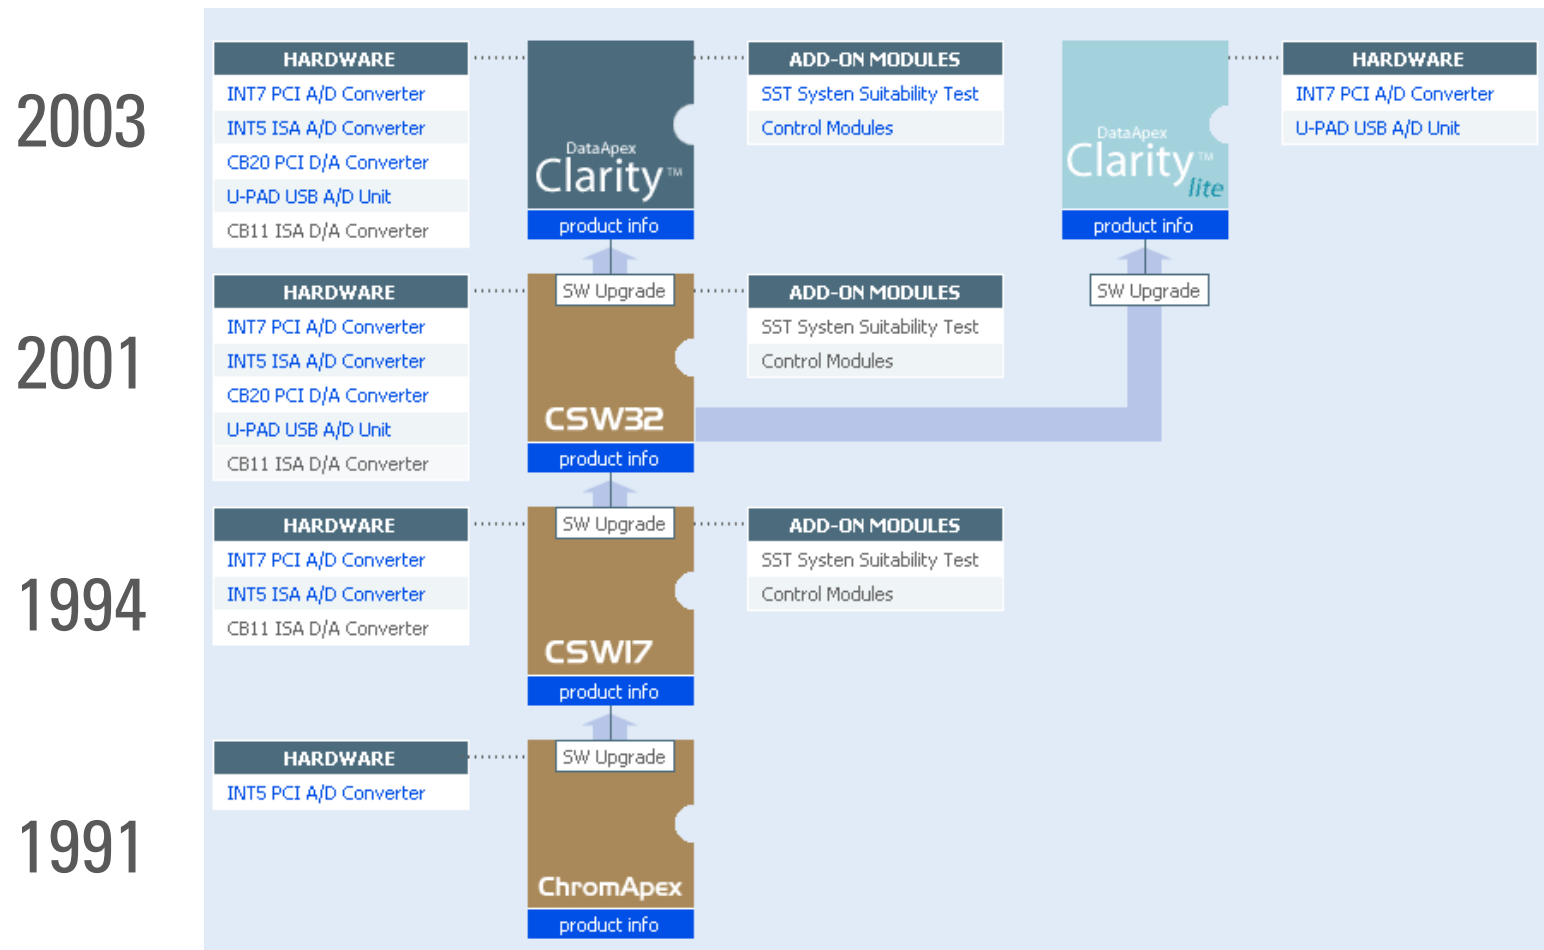 2003
HARDWARE
INT7 PCI A/D Converter
INT5 ISA A/D Converter
CB20 PCI D/A Converter
U-PAD USB A/D Unit
CB11 ISA D/A Converter
DataApex
Clarity™
product info
ADD-ON MODULES
SST Systen Suitability Test
Control Modules
DataApex
Clarity™
lite
product info
HARDWARE
INT7 PCI A/D Converter
U-PAD USB A/D Unit
2001
HARDWARE
INT7 PCI A/D Converter
INT5 ISA A/D Converter
CB20 PCI D/A Converter
U-PAD USB A/D Unit
CB11 ISA D/A Converter
SW Upgrade
CSW32
product info
ADD-ON MODULES
SST Systen Suitability Test
Control Modules
SW Upgrade
1994
HARDWARE
INT7 PCI A/D Converter
INT5 ISA A/D Converter
CB11 ISA D/A Converter
SW Upgrade
CSW17
product info
ADD-ON MODULES
SST Systen Suitability Test
Control Modules
1991
HARDWARE
INT5 PCI A/D Converter
SW Upgrade
ChromApex
product info